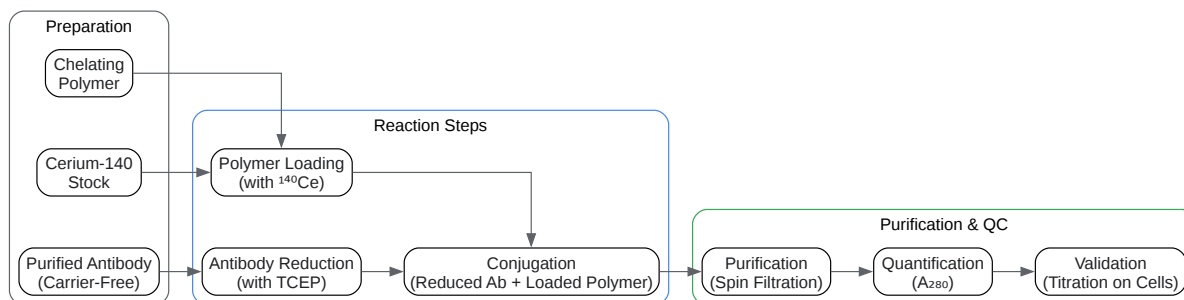 Preparation
Chelating
Polymer
Reaction Steps
Cerium-140
Stock
Polymer Loading
(with ¹⁴⁰Ce)
Purification & QC
Purified Antibody
(Carrier-Free)
Antibody Reduction
(with TCEP)
Conjugation
(Reduced Ab + Loaded Polymer)
Purification
(Spin Filtration)
Quantification
(A₂₈₀)
Validation
(Titration on Cells)